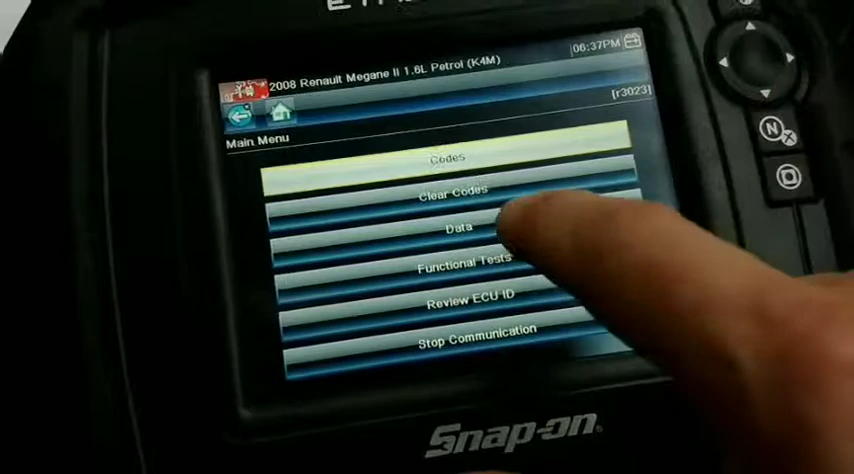 2008 Renault Megane II 1.6L Petrol (K4M)
06:37PM
[r3023]
Main Menu
Codes
Clear Codes
Data
Functional Tests
Review ECU ID
Stop Communication
N
X
Snap-on